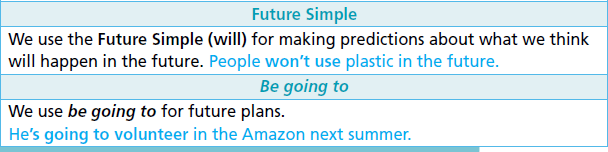 Future Simple
We use the Future Simple (will) for making predictions about what we think
will happen in the future. People won't use plastic in the future.
Be going to
We use be going to for future plans.
He's going to volunteer in the Amazon next summer.